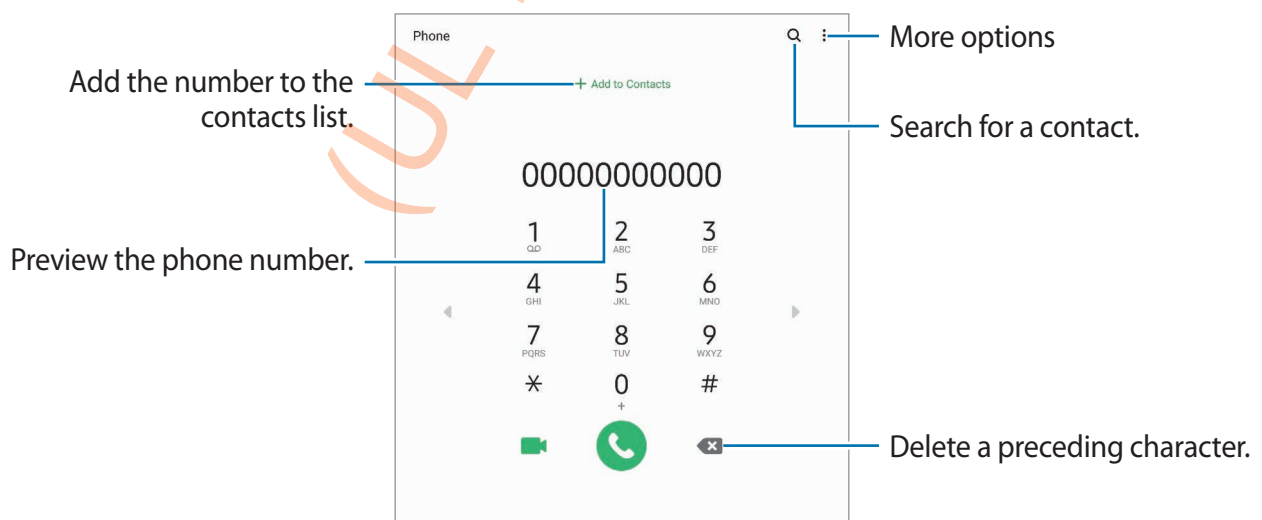 Phone
More options
Add the number to the
contacts list.
+ Add to Contacts
Search for a contact.
00000000000
1
2
ABC
3
DEF
Preview the phone number.
4
GHI
5
JKL
6
MNO
7
PQRS
8
TUV
9
WXYZ
*
0
+
#
Delete a preceding character.
(UL